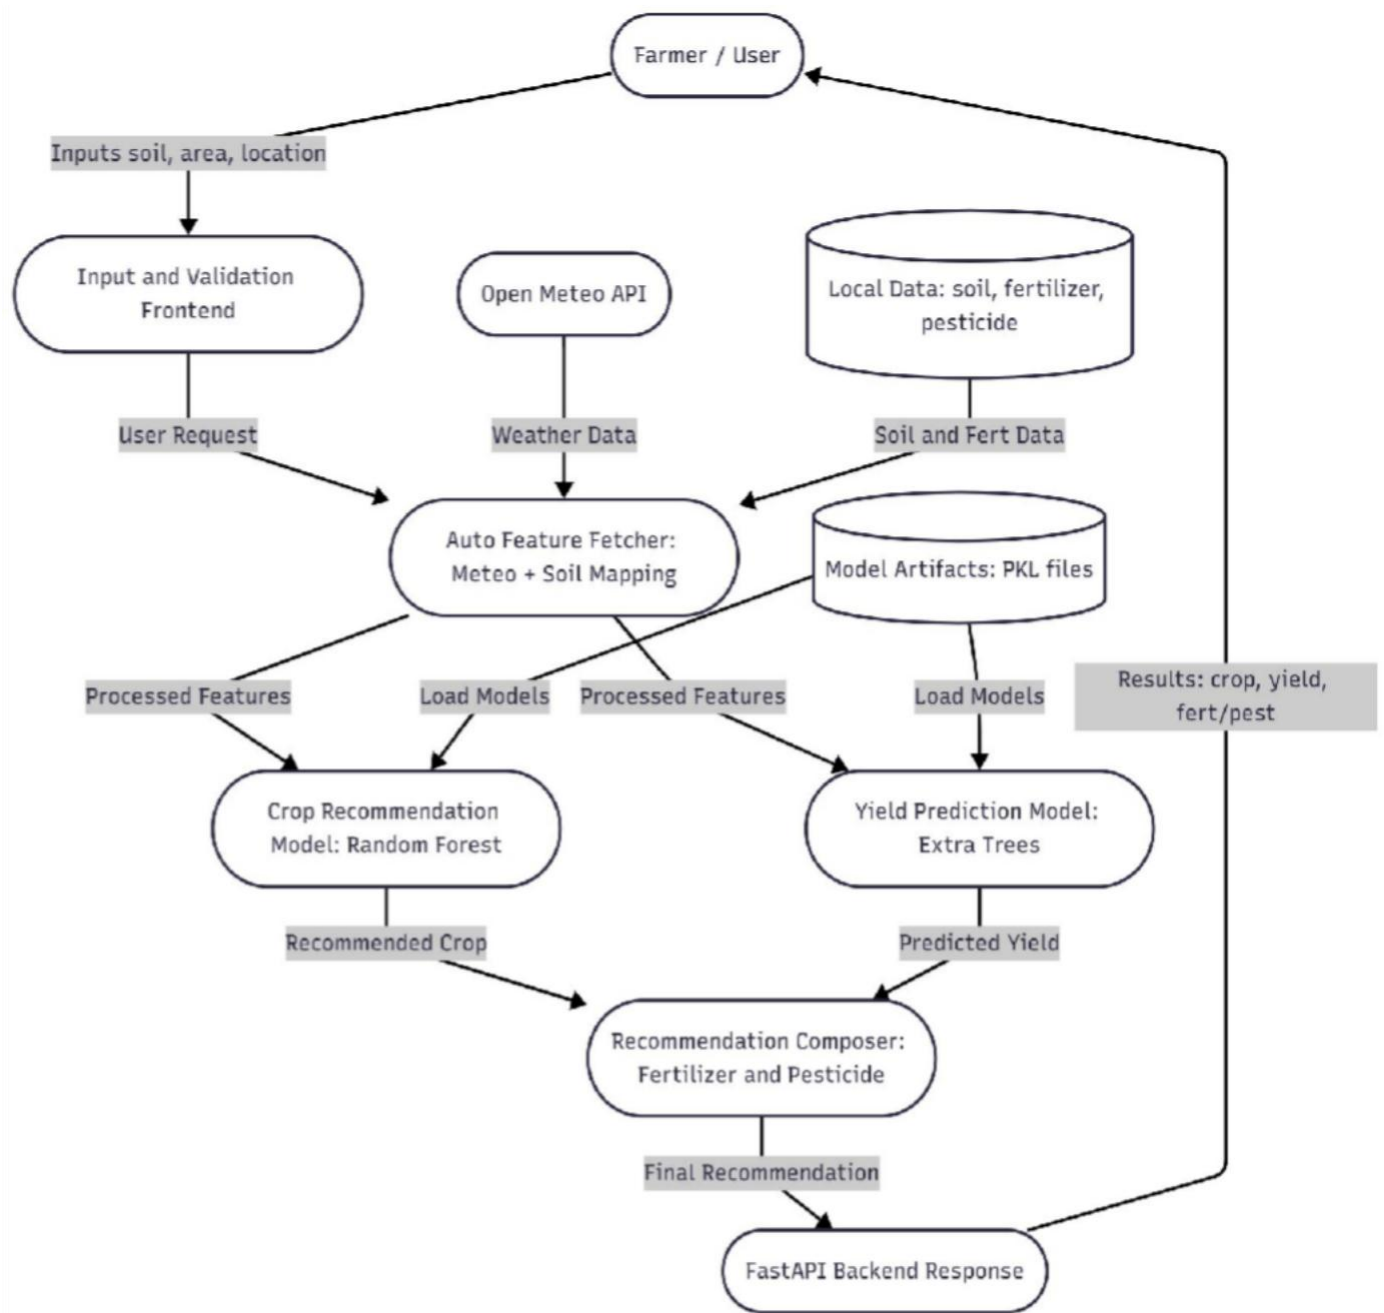 Farmer / User
Inputs soil, area, location
Input and Validation
Frontend
Open Meteo API
Local Data: soil, fertilizer,
pesticide
User Request
Weather Data
Soil and Fert Data
Auto Feature Fetcher:
Meteo + Soil Mapping
Model Artifacts: PKL files
Processed Features
Load Models
Processed Features
Load Models
Results: crop, yield,
fert/pest
Crop Recommendation
Model: Random Forest
Yield Prediction Model:
Extra Trees
Recommended Crop
Predicted Yield
Recommendation Composer:
Fertilizer and Pesticide
Final Recommendation
FastAPI Backend Response